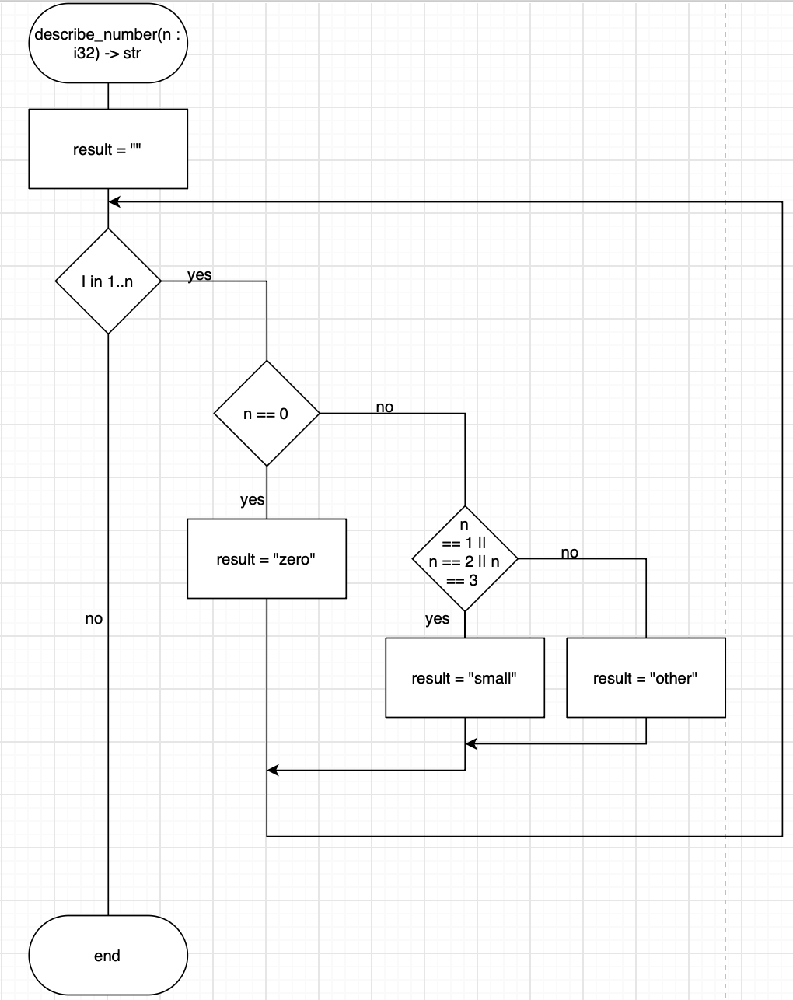 describe_number(n :
i32) -> str
result = ""
I in 1..n
yes
n == 0
no
yes
result = "zero"
n
== 1 ||
n == 2 || n
== 3
no
yes
no
result = "small"
result = "other"
end